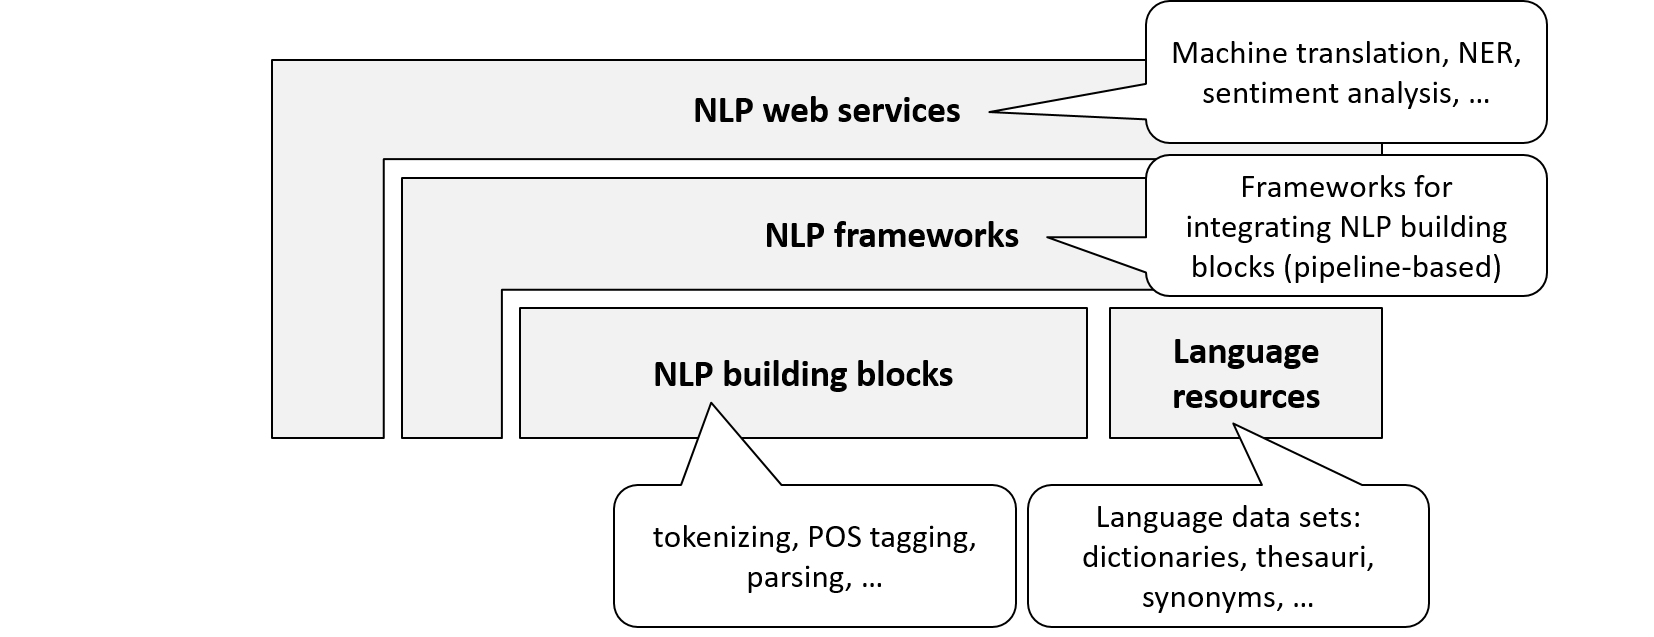 Machine translation, NER,
sentiment analysis, ...
NLP web services
Frameworks for
integrating NLP building
blocks (pipeline-based)
NLP frameworks
NLP building blocks
Language
resources
tokenizing, POS tagging,
parsing, ...
Language data sets:
dictionaries, thesauri,
synonyms, ...